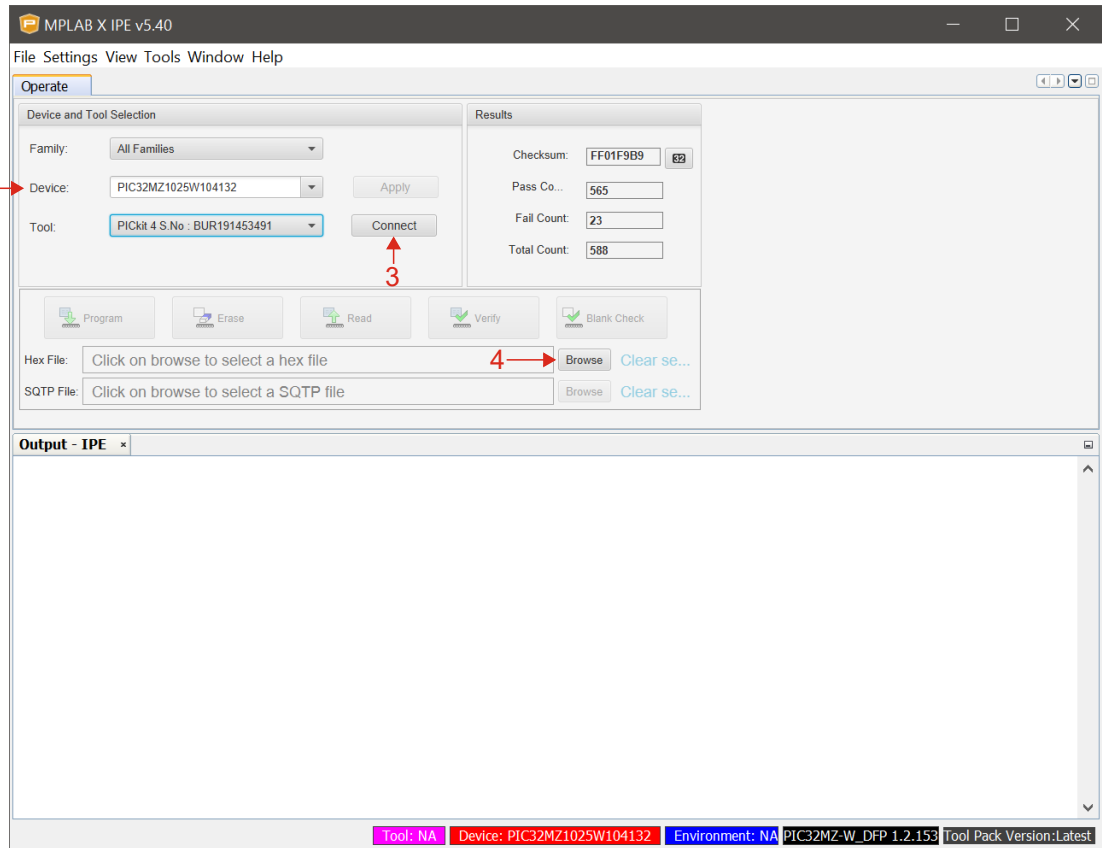 MPLAB X IPE v5.40
File Settings View Tools Window Help
Operate
Device and Tool Selection
Results
Family: All Families
Checksum: FF01F9B9 32
Device: PIC32MZ1025W104132 Apply
Pass Co... 565
Tool: PICkit 4 S.No : BUR191453491 Connect
Fail Count: 23
3
Total Count: 588
Program Erase Read Verify Blank Check
Hex File: Click on browse to select a hex file 4 Browse Clear se...
SQTP File: Click on browse to select a SQTP file Browse Clear se...
Output - IPE ×
Tool: NA Device: PIC32MZ1025W104132 Environment: NA PIC32MZ-W_DFP 1.2.153 Tool Pack Version:Latest